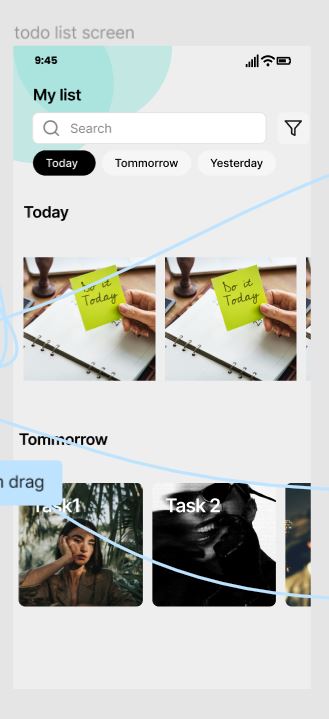 todo list screen
9:45
My list
Search
Today Tommorrow Yesterday
Today
Do it
Today
Do it
Today
Tommorrow
n drag
Task1
Task 2